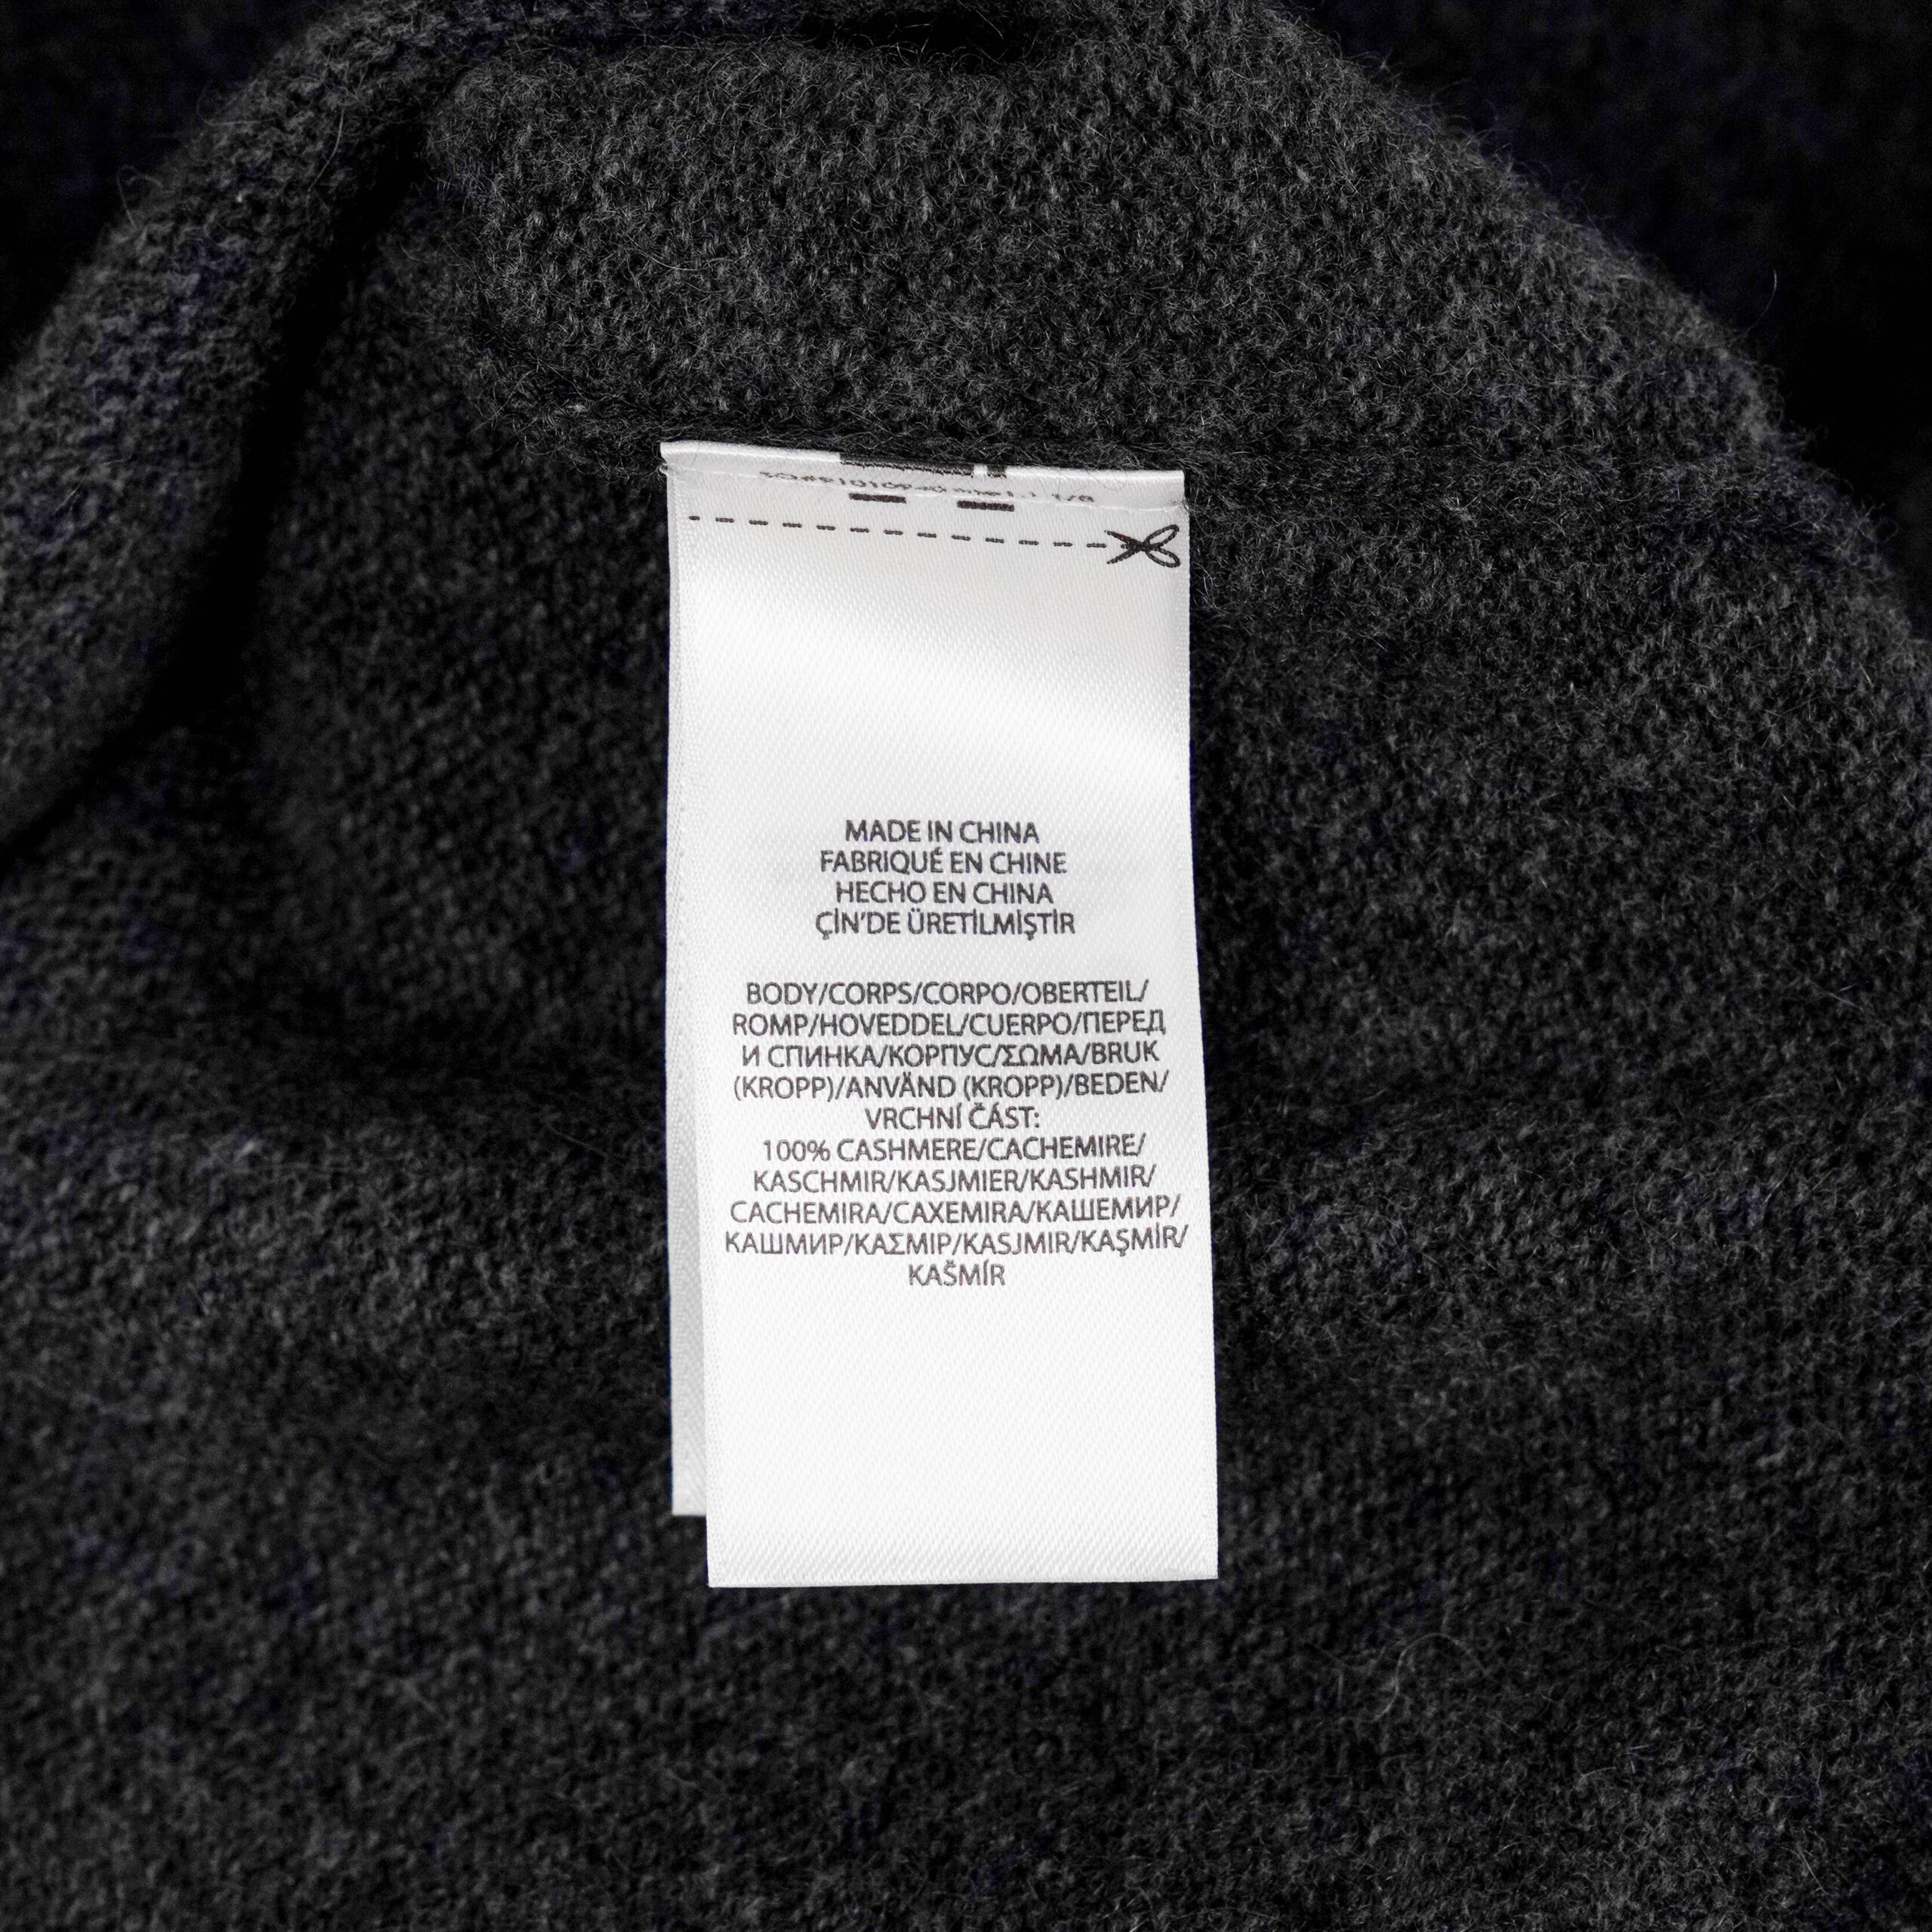 MADE IN CHINA
FABRIQUÉ EN CHINE
HECHO EN CHINA
ÇİN'DE ÜRETİLMİŞTİR
BODY/CORPS/CORPO/OBERTEIL/
ROMP/HOVEDDEL/CUERPO/ПЕРЕД
И СПИНКА/КОРПУС/ΣΩΜΑ/BRUK
(KROPP)/ANVÄND (KROPP)/BEDEN/
VRCHNÍ ČÁST:
100% CASHMERE/CACHEMIRE/
KASCHMIR/KASJMIER/KASHMIR/
CACHEMIRA/CAXEMIRA/КАШЕМИР/
КАШМИР/ΚΑΣΜΙΡ/KASJMIR/KAŞMİR/
KAŠMÍR